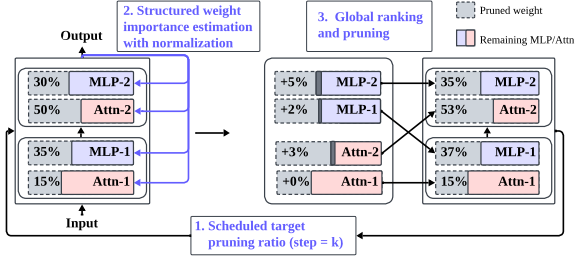 2. Structured weight
importance estimation
with normalization
3. Global ranking
and pruning
Pruned weight
Remaining MLP/Attn
Output
30% MLP-2
50% Attn-2
35% MLP-1
15% Attn-1
Input
+5% MLP-2
+2% MLP-1
+3% Attn-2
+0% Attn-1
35% MLP-2
53% Attn-2
37% MLP-1
15% Attn-1
1. Scheduled target
pruning ratio (step = k)